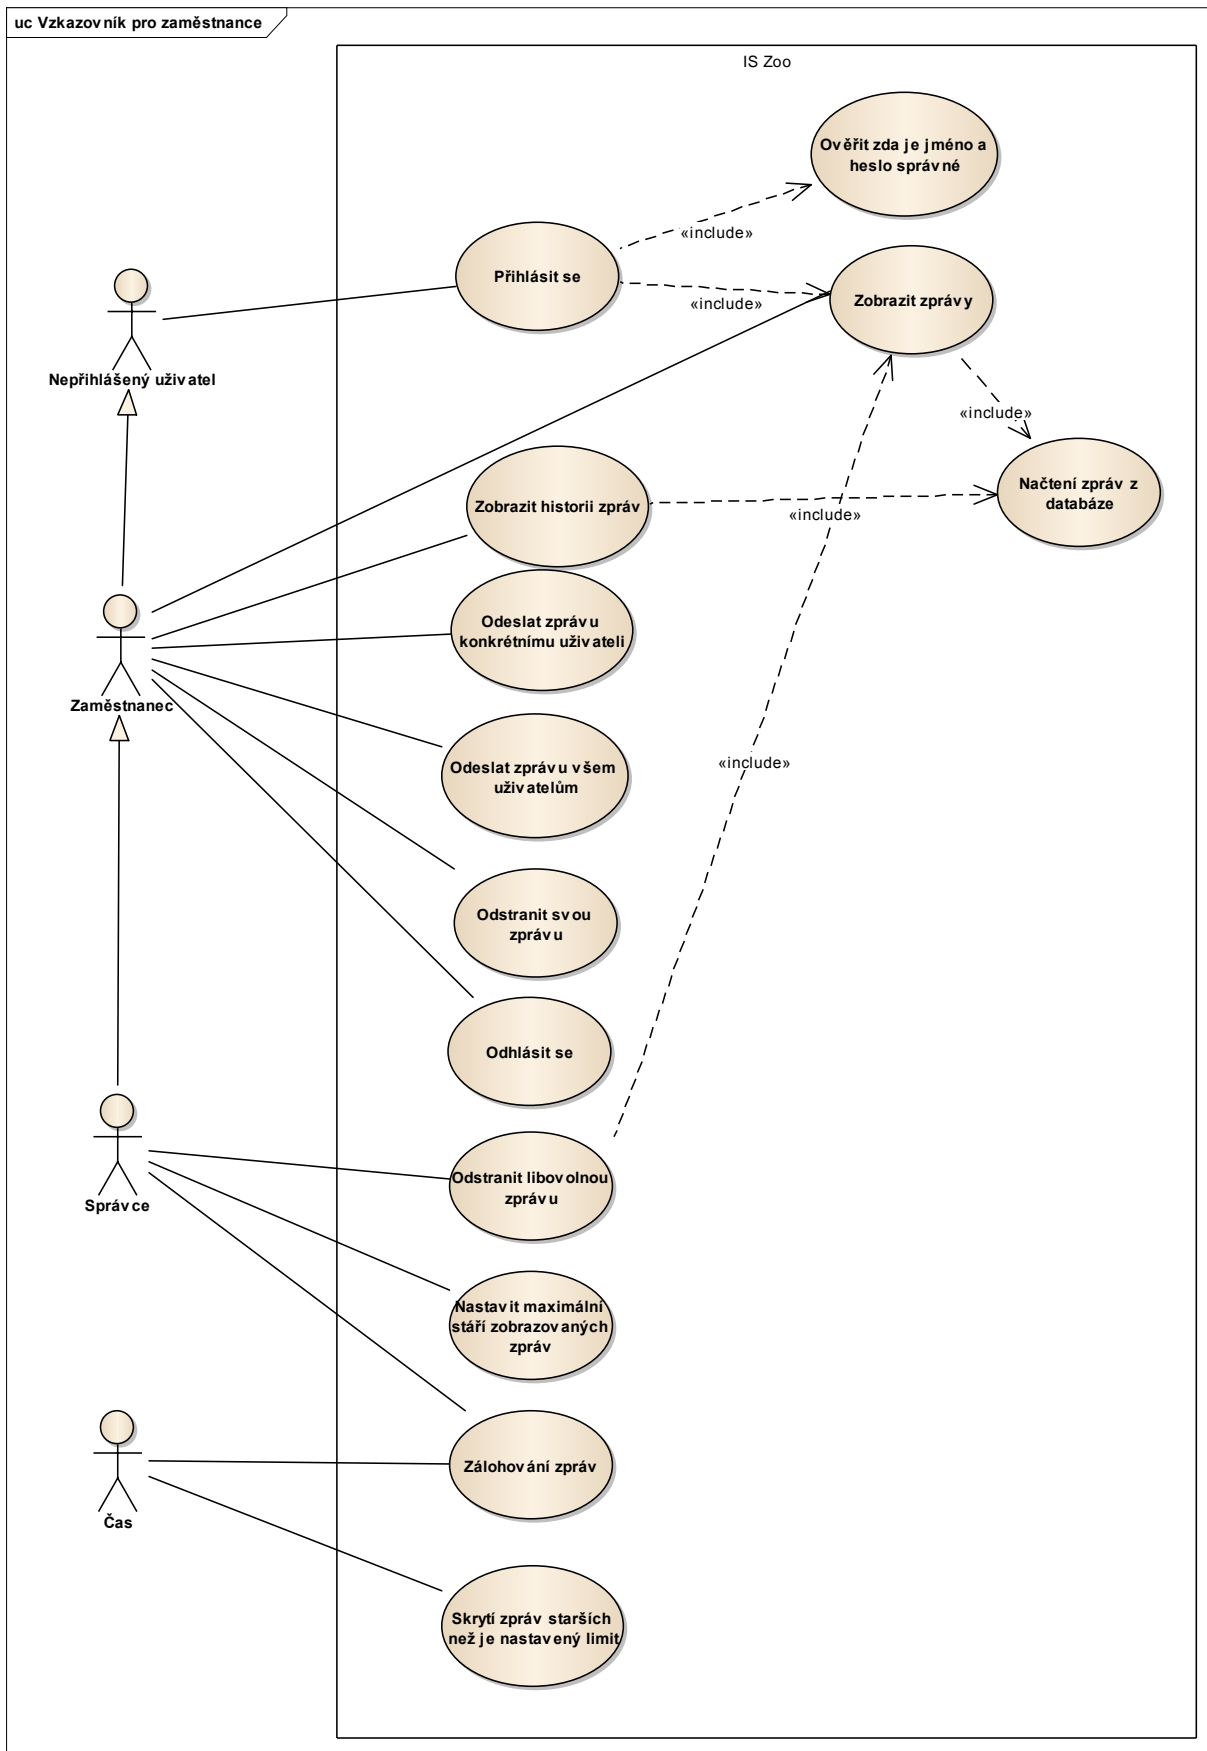 uc Vzkazovník pro zaměstnance
IS Zoo
Ověřit zda je jméno a
heslo správné
«include»
Přihlásit se
«include»
Zobrazit zprávy
Nepřihlášený uživatel
«include»
Zobrazit historii zpráv
«include»
Načtení zpráv z
databáze
Odeslat zprávu
konkrétnímu uživateli
Zaměstnanec
Odeslat zprávu všem
uživatelům
«include»
Odstranit svou
zprávu
Odhlásit se
Odstranit libovolnou
zprávu
Správce
Nastavit maximální
stáří zobrazovaných
zpráv
Zálohování zpráv
Čas
Skrytí zpráv starších
než je nastavený limit